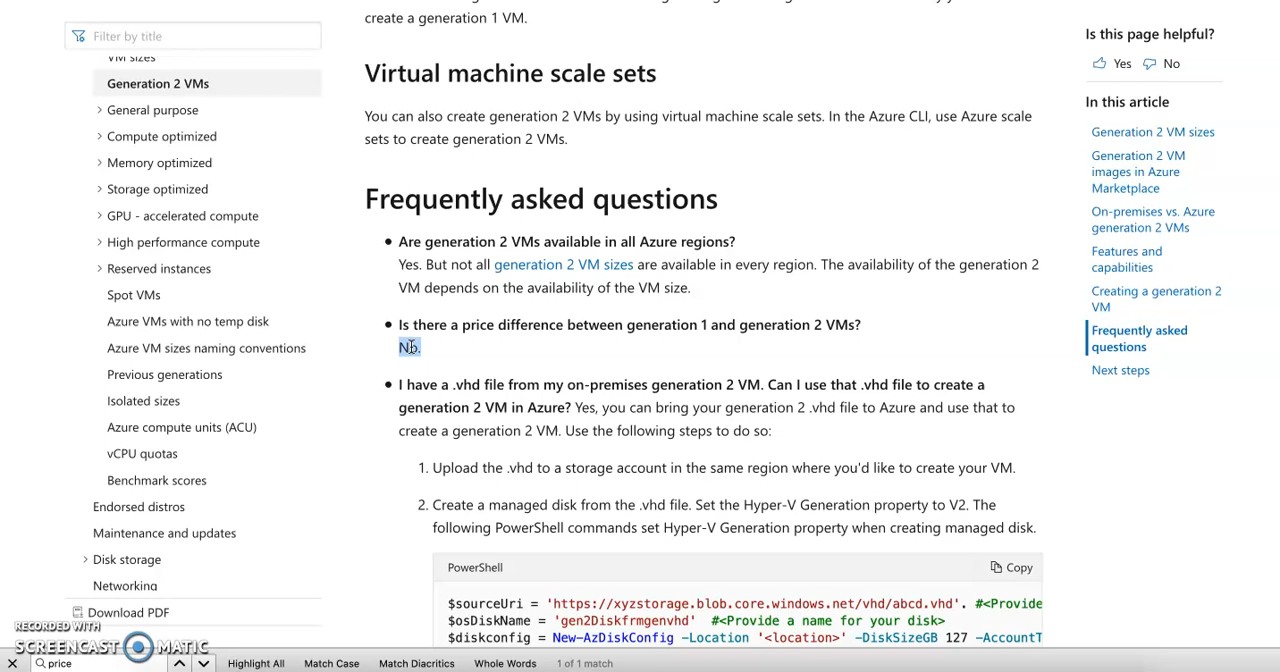 create a generation 1 VM.
Filter by title
VM sizes
Generation 2 VMs
General purpose
Compute optimized
Memory optimized
Storage optimized
GPU - accelerated compute
High performance compute
Reserved instances
Spot VMs
Azure VMs with no temp disk
Azure VM sizes naming conventions
Previous generations
Isolated sizes
Azure compute units (ACU)
vCPU quotas
Benchmark scores
Endorsed distros
Maintenance and updates
Disk storage
Networking
Download PDF
Virtual machine scale sets
You can also create generation 2 VMs by using virtual machine scale sets. In the Azure CLI, use Azure scale
sets to create generation 2 VMs.
Frequently asked questions
• Are generation 2 VMs available in all Azure regions?
Yes. But not all generation 2 VM sizes are available in every region. The availability of the generation 2
VM depends on the availability of the VM size.
• Is there a price difference between generation 1 and generation 2 VMs?
No.
• I have a .vhd file from my on-premises generation 2 VM. Can I use that .vhd file to create a
generation 2 VM in Azure? Yes, you can bring your generation 2 .vhd file to Azure and use that to
create a generation 2 VM. Use the following steps to do so:
1. Upload the .vhd to a storage account in the same region where you'd like to create your VM.
2. Create a managed disk from the .vhd file. Set the Hyper-V Generation property to V2. The
following PowerShell commands set Hyper-V Generation property when creating managed disk.
PowerShell
Copy
$sourceUri = 'https://xyzstorage.blob.core.windows.net/vhd/abcd.vhd'. #<Provide
$osDiskName = 'gen2Diskfrmgenvhd'  #<Provide a name for your disk>
$diskconfig = New-AzDiskConfig -Location '<location>' -DiskSizeGB 127 -AccountT
Is this page helpful?
Yes No
In this article
Generation 2 VM sizes
Generation 2 VM
images in Azure
Marketplace
On-premises vs. Azure
generation 2 VMs
Features and
capabilities
Creating a generation 2
VM
Frequently asked
questions
Next steps
RECORDED WITH
SCREENCAST MATIC
price
Highlight All Match Case Match Diacritics Whole Words 1 of 1 match